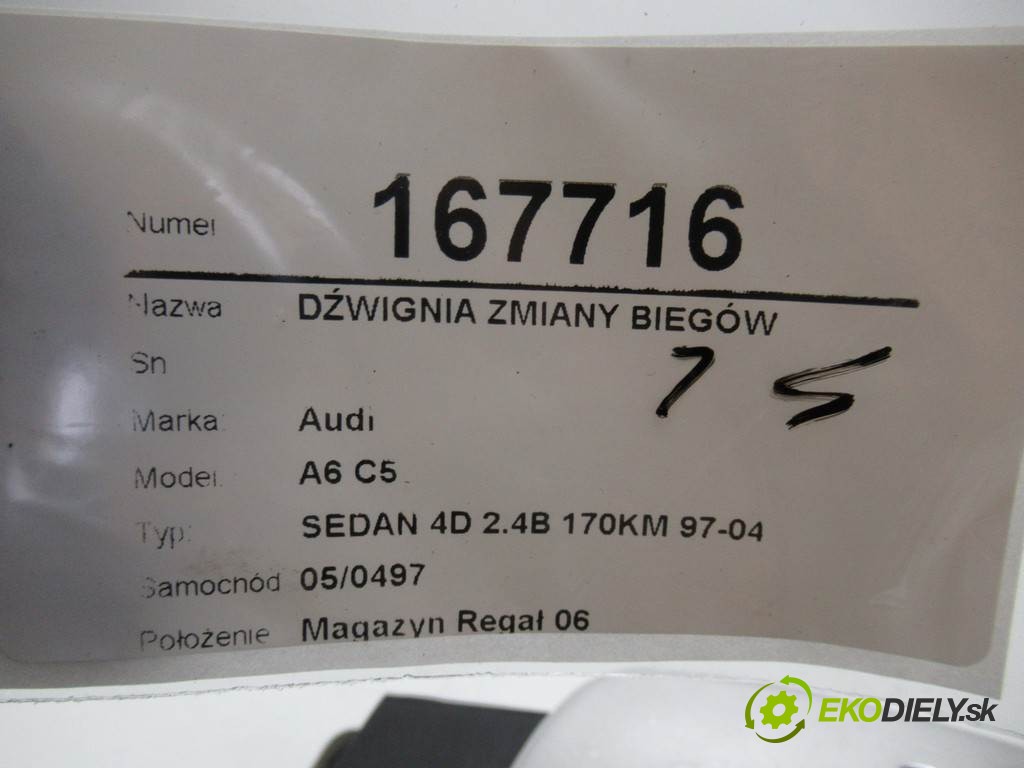 Numer 167716
Nazwa DŹWIGNIA ZMIANY BIEGÓW
Sn
7 5
Marka: Audi
Model: A6 C5
Typ: SEDAN 4D 2.4B 170KM 97-04
Samochód 05/0497
Położenie Magazyn Regał 06
EKODIELY.sk